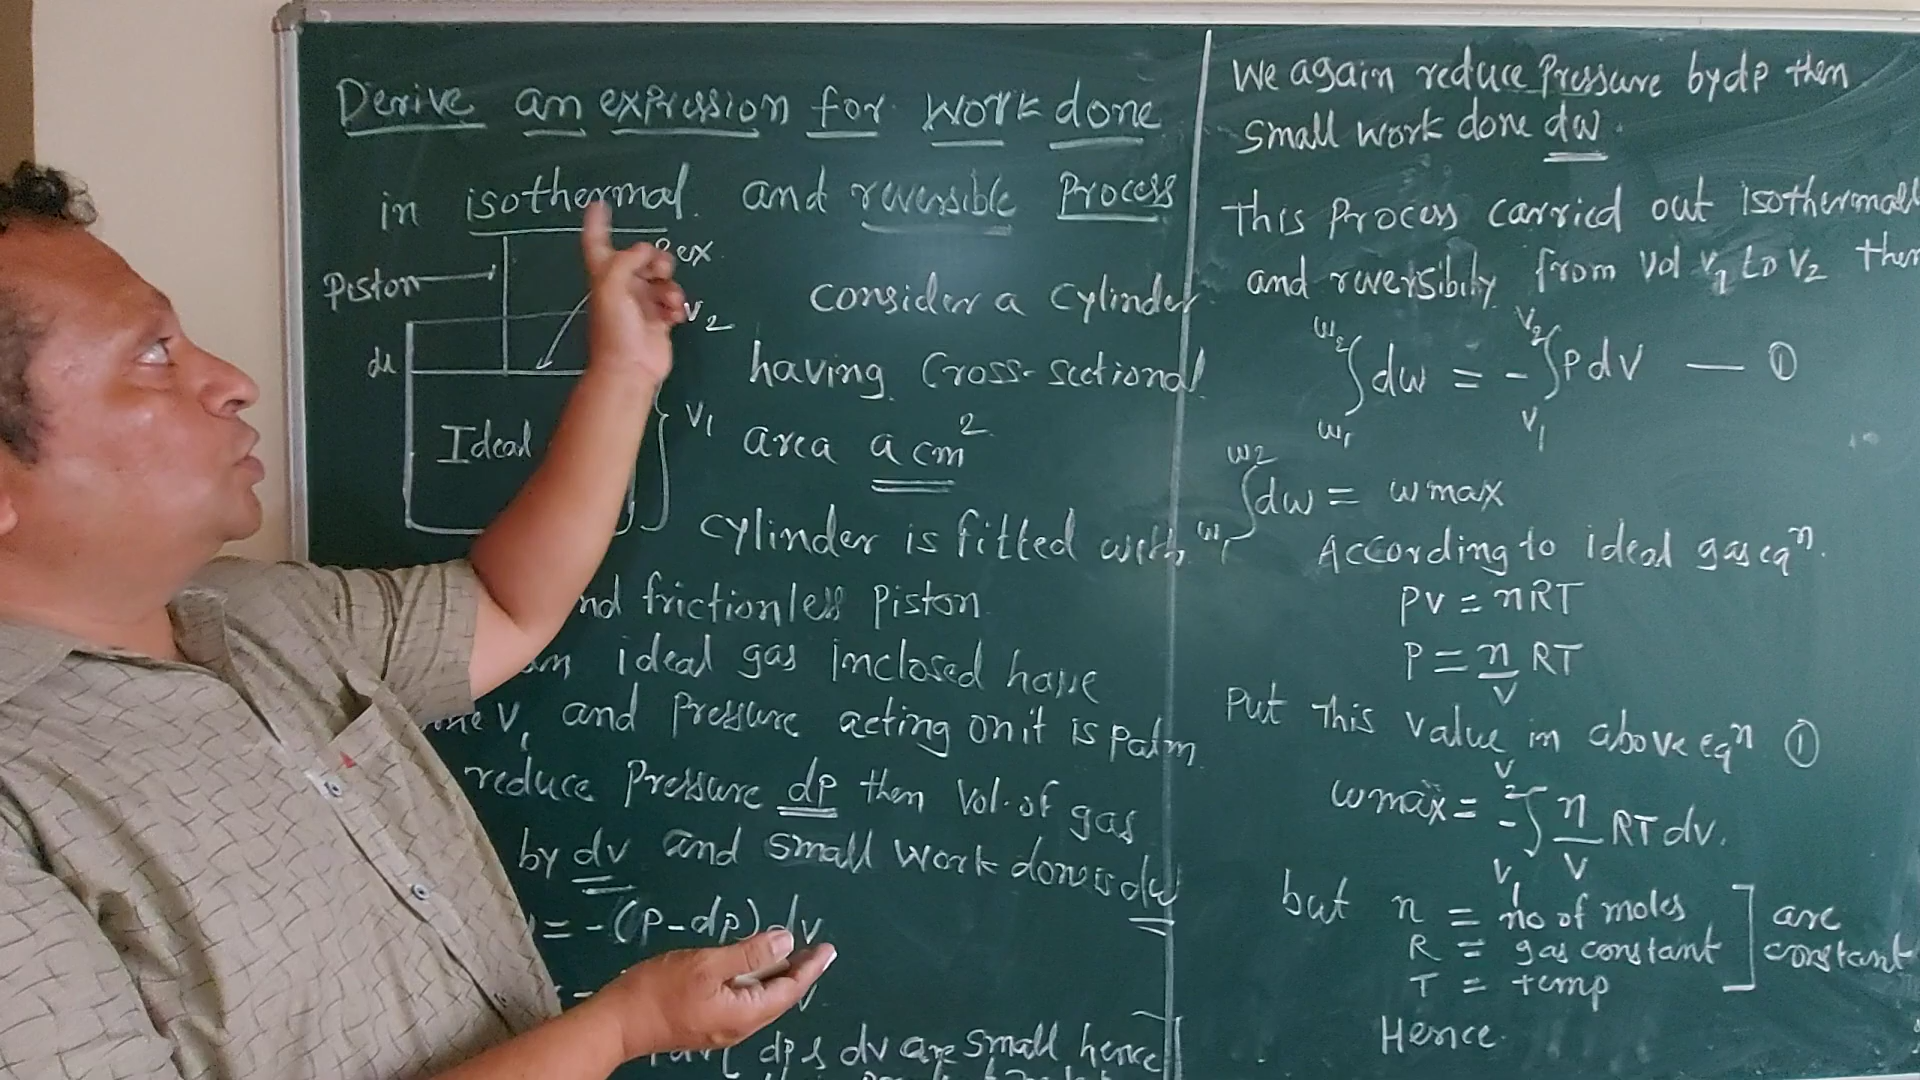 Derive an expression for work done
in isothermal and reversible Process
Piston
ex
V2
dl
V1
Ideal
consider a cylinder
having Cross-sectional
area a cm2
cylinder is fitted with
frictionless Piston
ideal gas inclosed have
V1 and Pressure acting on it is Patm
reduce Pressure dp then Vol. of gas
by dv and small work done is dw
= -(P-dp) dv
dp & dv are small hence
We again reduce Pressure by dp then
small work done dw.
This Process carried out isothermall
and reversibily from Vol V1 to V2 then
w2∫w1 dw = - V2∫V1 PdV — ①
w2∫w1 dw = wmax
According to ideal gas eqn.
PV = nRT
P = n/V RT
Put this value in above eqn ①
wmax = - V2∫V1 n/V RT dv.
but n = no of moles
R = gas constant
T = temp
are
constant
Hence.